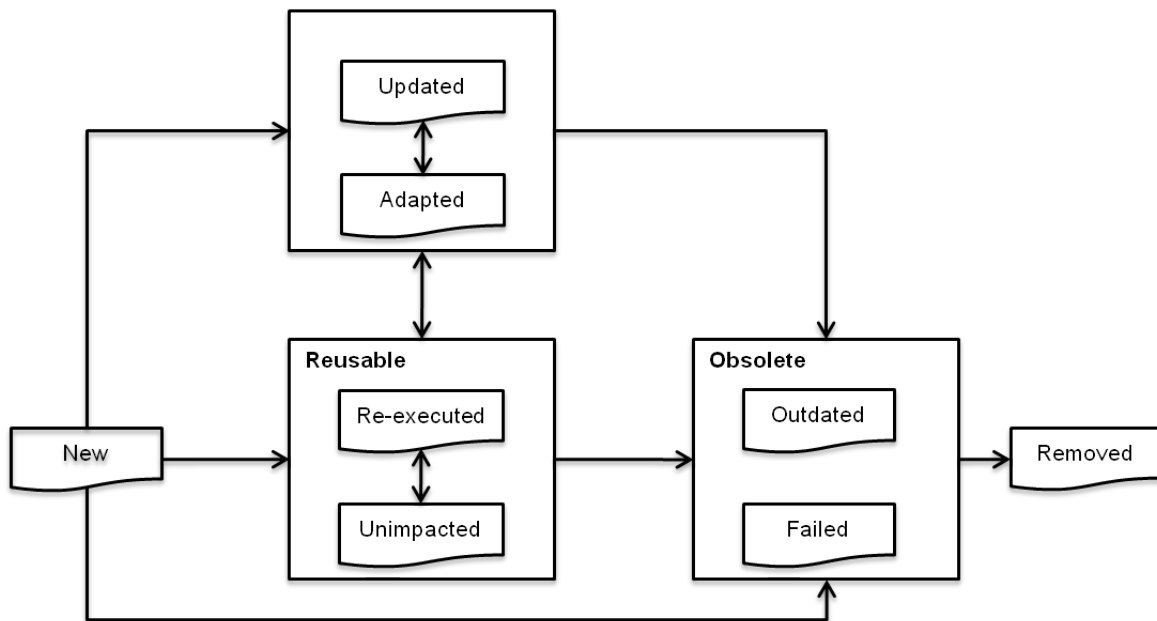 Updated
Adapted
Reusable
Re-executed
Unimpacted
Obsolete
Outdated
Failed
New
Removed